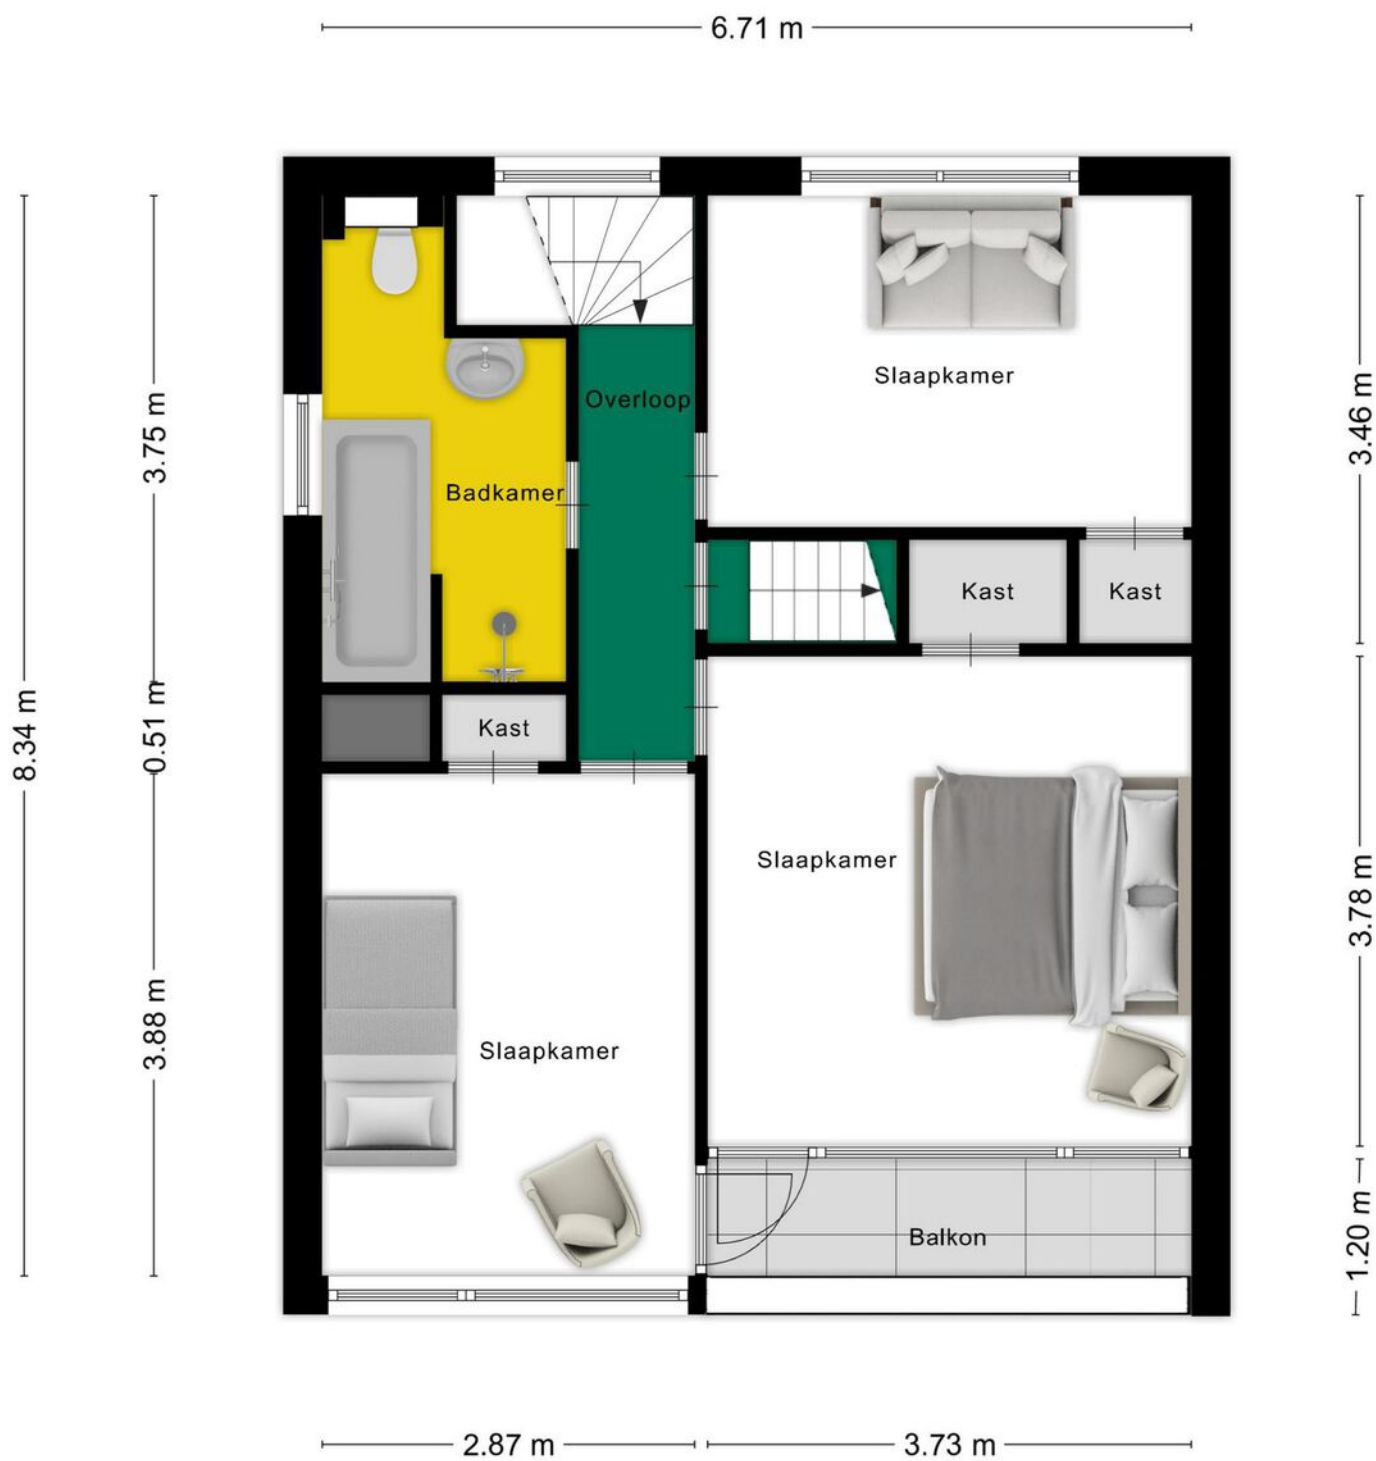 6.71 m
Slaapkamer
Overloop
3.75 m
3.46 m
Badkamer
Kast
Kast
0.51 m
8.34 m
Kast
Slaapkamer
3.78 m
3.88 m
Slaapkamer
Balkon
1.20 m
2.87 m
3.73 m